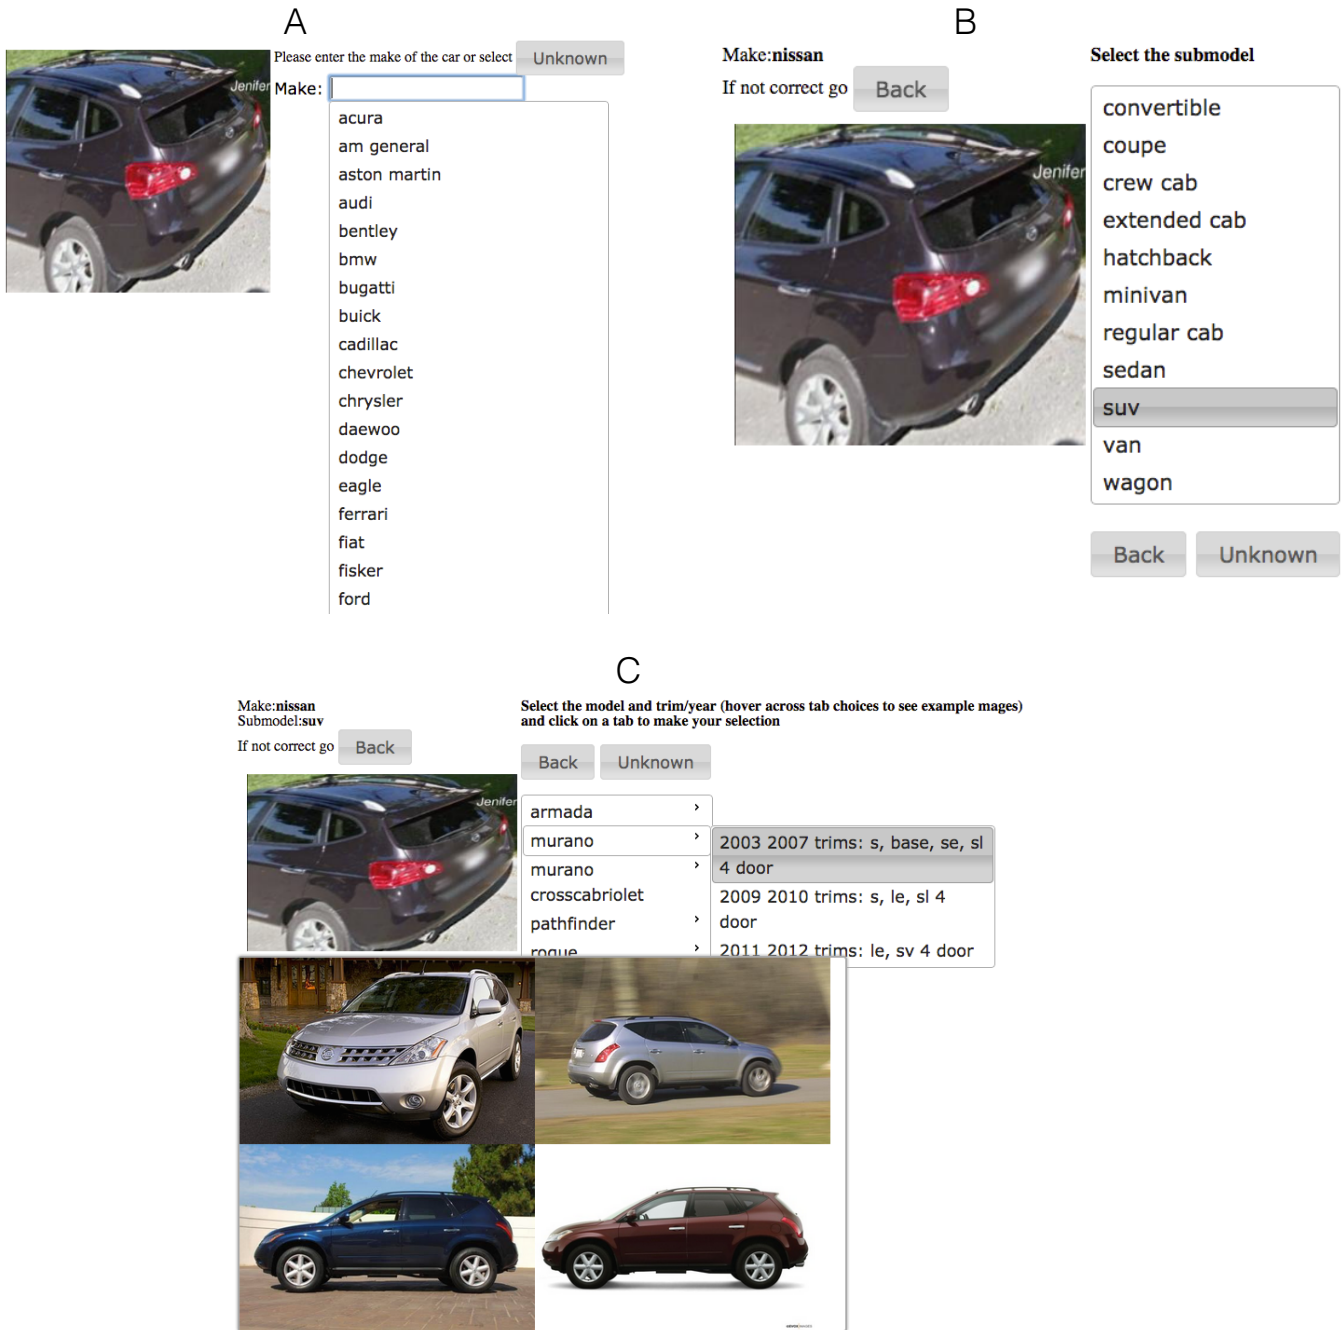 A
Please enter the make of the car or select Unknown
Make:
Jenifer
acura
am general
aston martin
audi
bentley
bmw
bugatti
buick
cadillac
chevrolet
chrysler
daewoo
dodge
eagle
ferrari
fiat
fisker
ford
B
Make:nissan
If not correct go Back
Jenifer
Select the submodel
convertible
coupe
crew cab
extended cab
hatchback
minivan
regular cab
sedan
suv
van
wagon
Back Unknown
C
Make:nissan
Submodel:suv
If not correct go Back
Jenifer
Select the model and trim/year (hover across tab choices to see example mages)
and click on a tab to make your selection
Back Unknown
armada ›
murano ›
murano ›
crosscabriolet
pathfinder ›
rogue ›
2003 2007 trims: s, base, se, sl
4 door
2009 2010 trims: s, le, sl 4
door
2011 2012 trims: le, sv 4 door